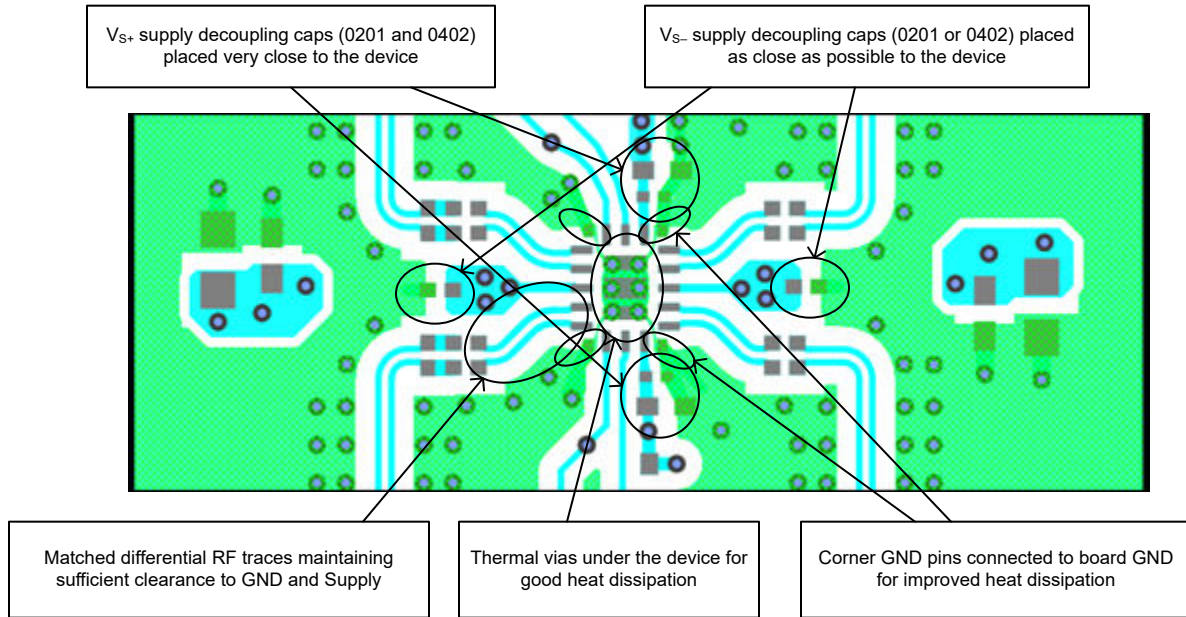 V_S+ supply decoupling caps (0201 and 0402)
placed very close to the device
V_S– supply decoupling caps (0201 or 0402) placed
as close as possible to the device
Matched differential RF traces maintaining
sufficient clearance to GND and Supply
Thermal vias under the device for
good heat dissipation
Corner GND pins connected to board GND
for improved heat dissipation